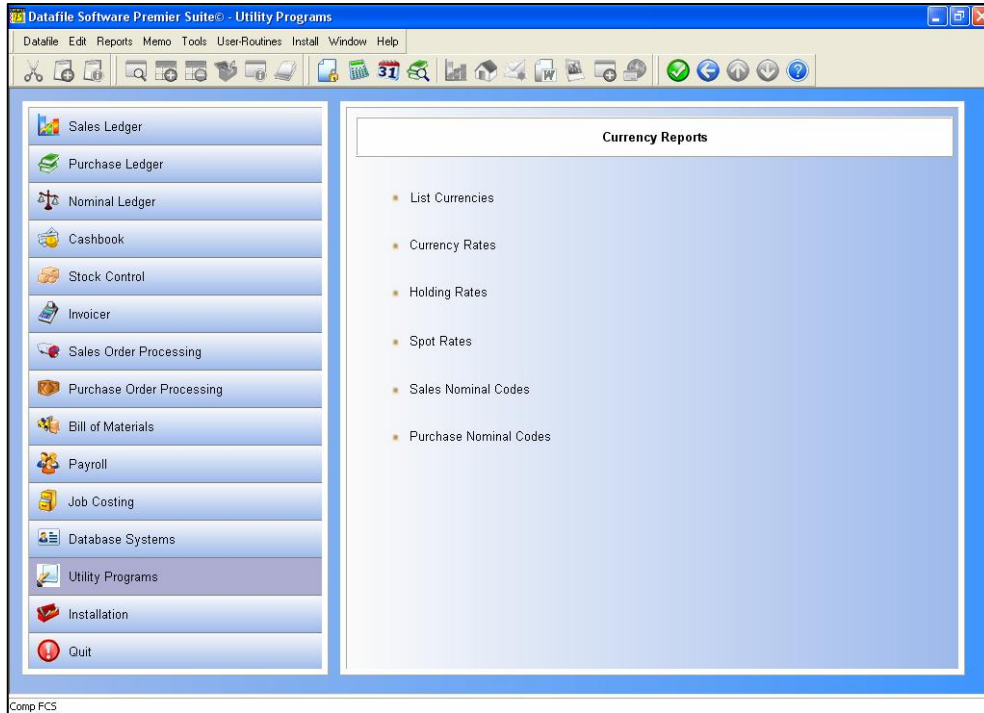 Datafile Software Premier Suite© - Utility Programs
Datafile Edit Reports Memo Tools User-Routines Install Window Help
31
W
Sales Ledger
Purchase Ledger
Nominal Ledger
Cashbook
Stock Control
Invoicer
Sales Order Processing
Purchase Order Processing
Bill of Materials
Payroll
Job Costing
Database Systems
Utility Programs
Installation
Quit
Currency Reports
List Currencies
Currency Rates
Holding Rates
Spot Rates
Sales Nominal Codes
Purchase Nominal Codes
Comp FCS